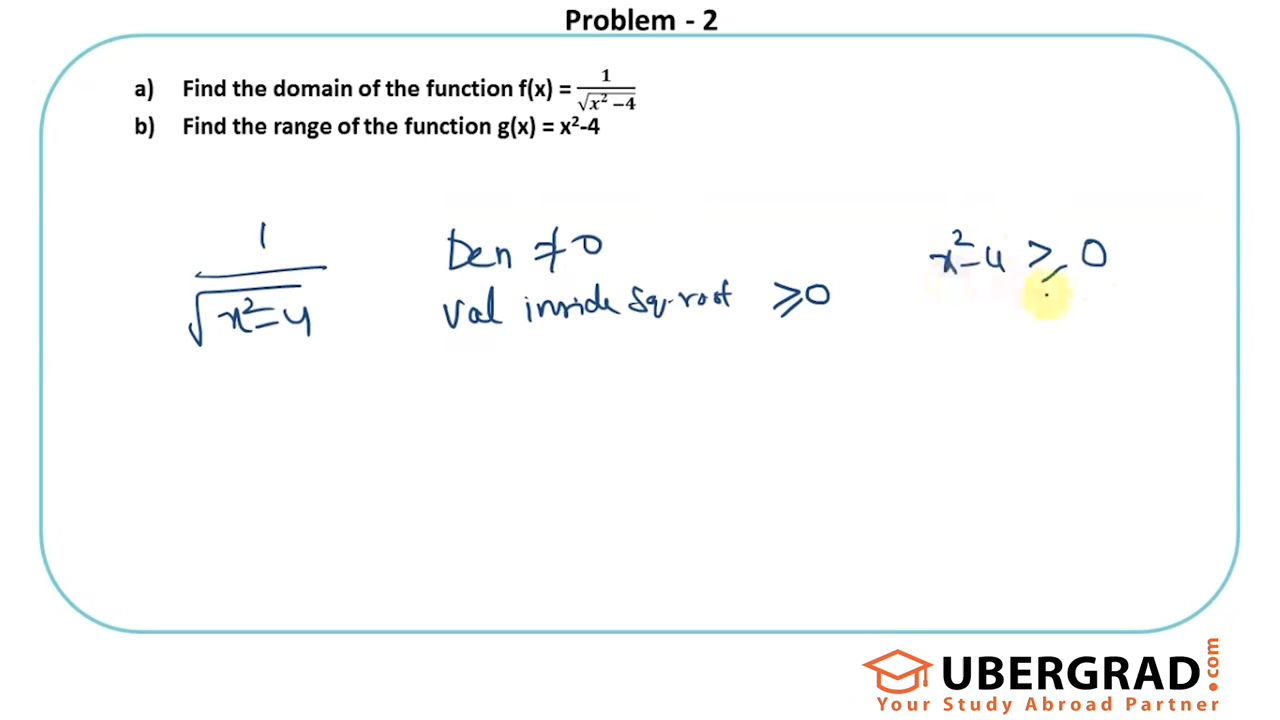 Problem - 2
a) Find the domain of the function f(x) = 1/√(x² -4)
b) Find the range of the function g(x) = x²-4
1/√(x²-4) Den ≠ 0 x²-4 ≥ 0
Val inside Sq. root ≥0
UBERGRAD.com
Your Study Abroad Partner